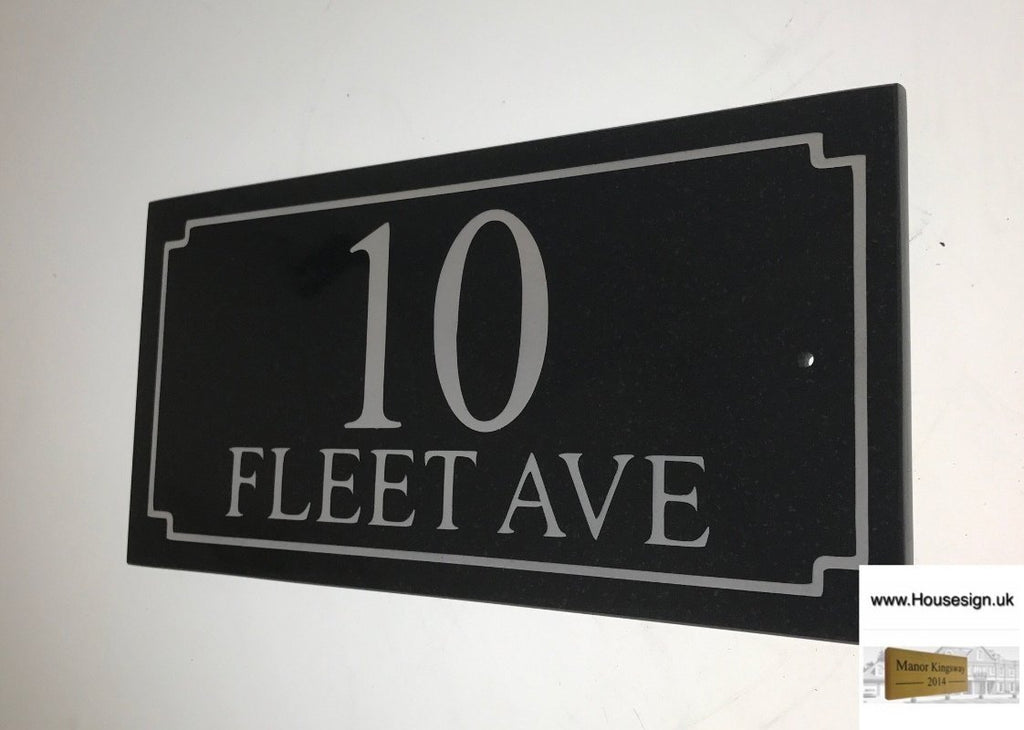 10
FLEET AVE
www.Housesign.uk
Manor Kingsway
2014